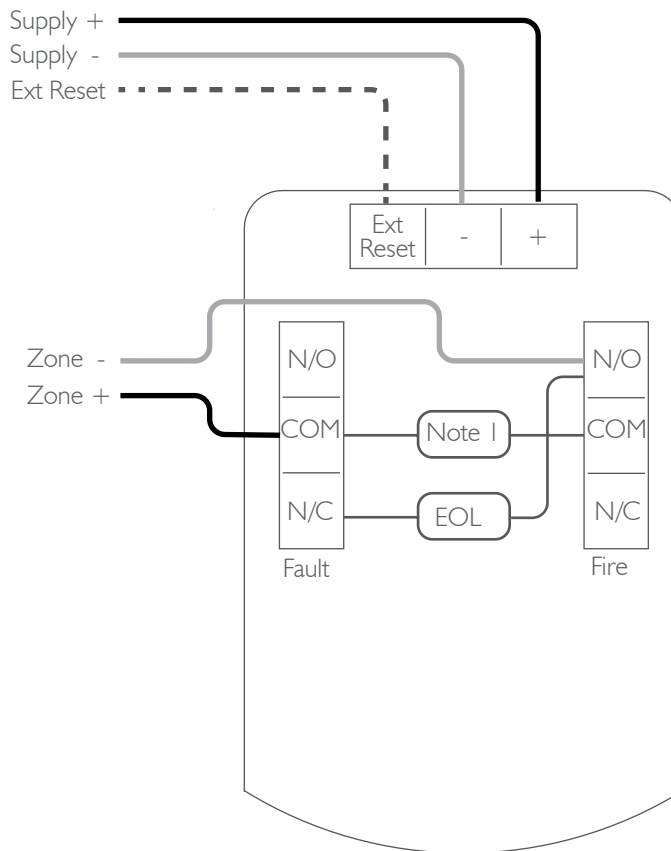 Supply +
Supply -
Ext Reset
Ext
Reset
-
+
Zone -
Zone +
N/O
COM
N/C
Fault
Note 1
EOL
N/O
COM
N/C
Fire